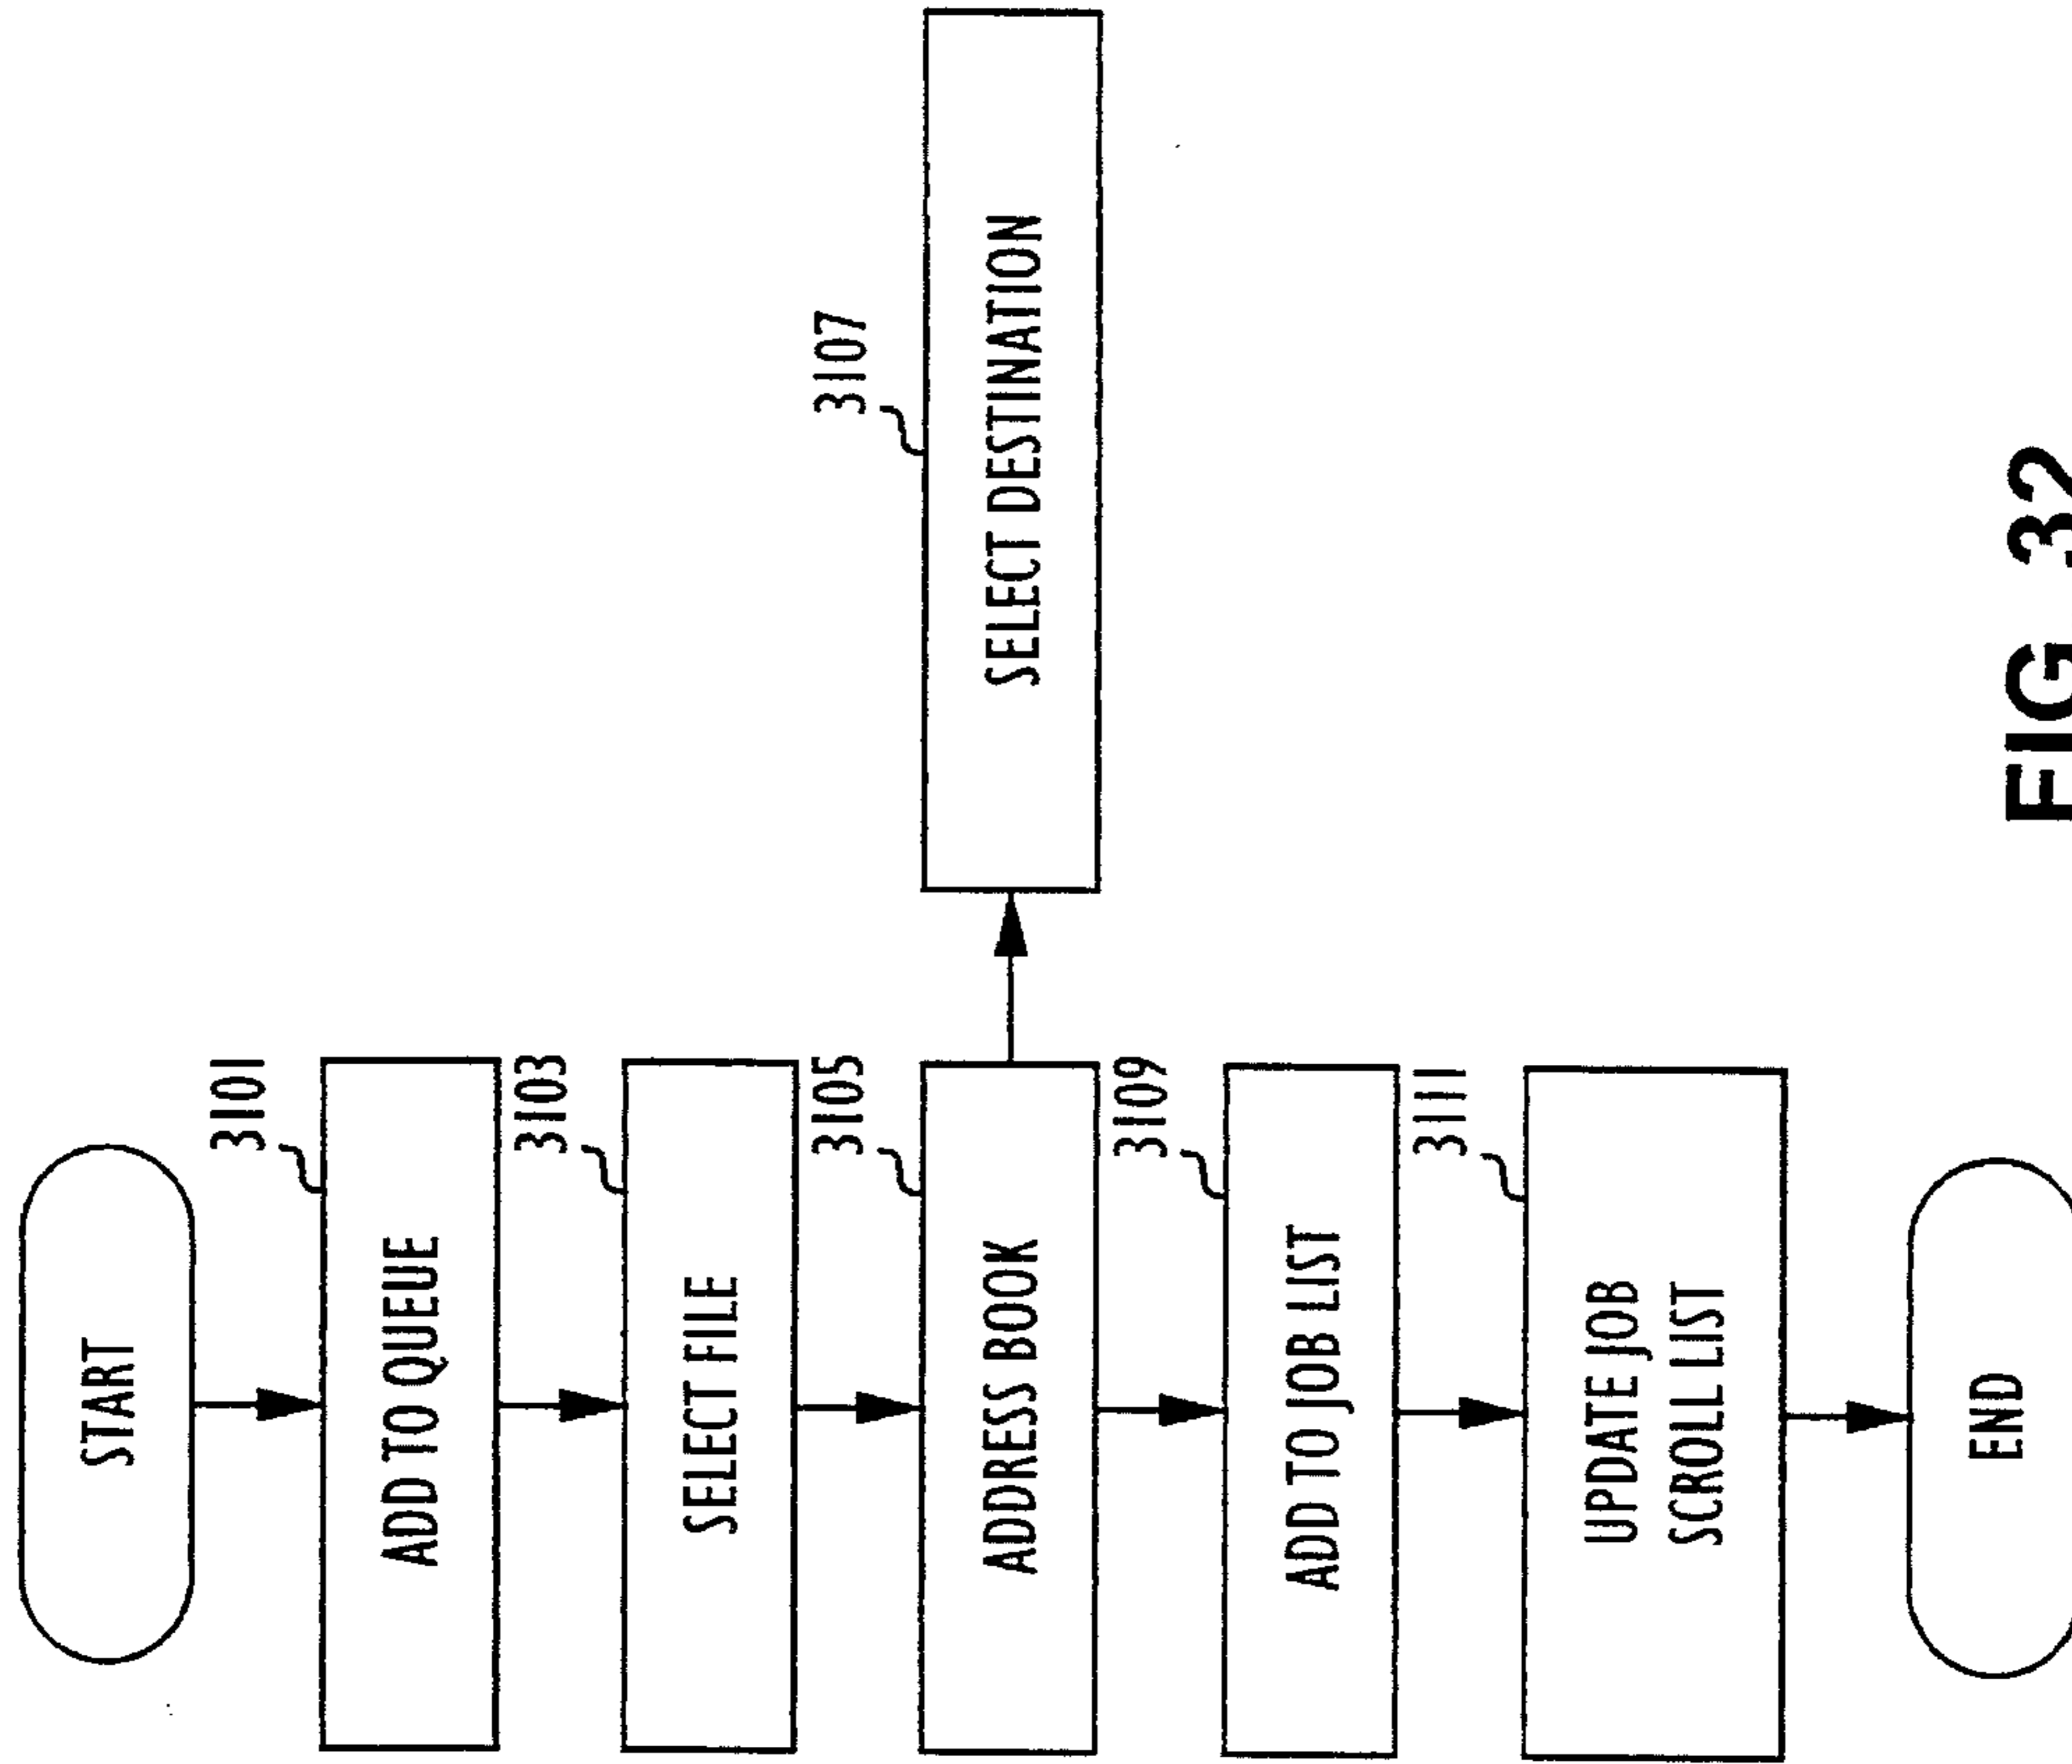 START
3101
ADD TO QUEUE
3103
SELECT FILE
3105
ADDRESS BOOK
3107
SELECT DESTINATION
3109
ADD TO JOB LIST
3111
UPDATE JOB
SCROLL LIST
END
FIG 32